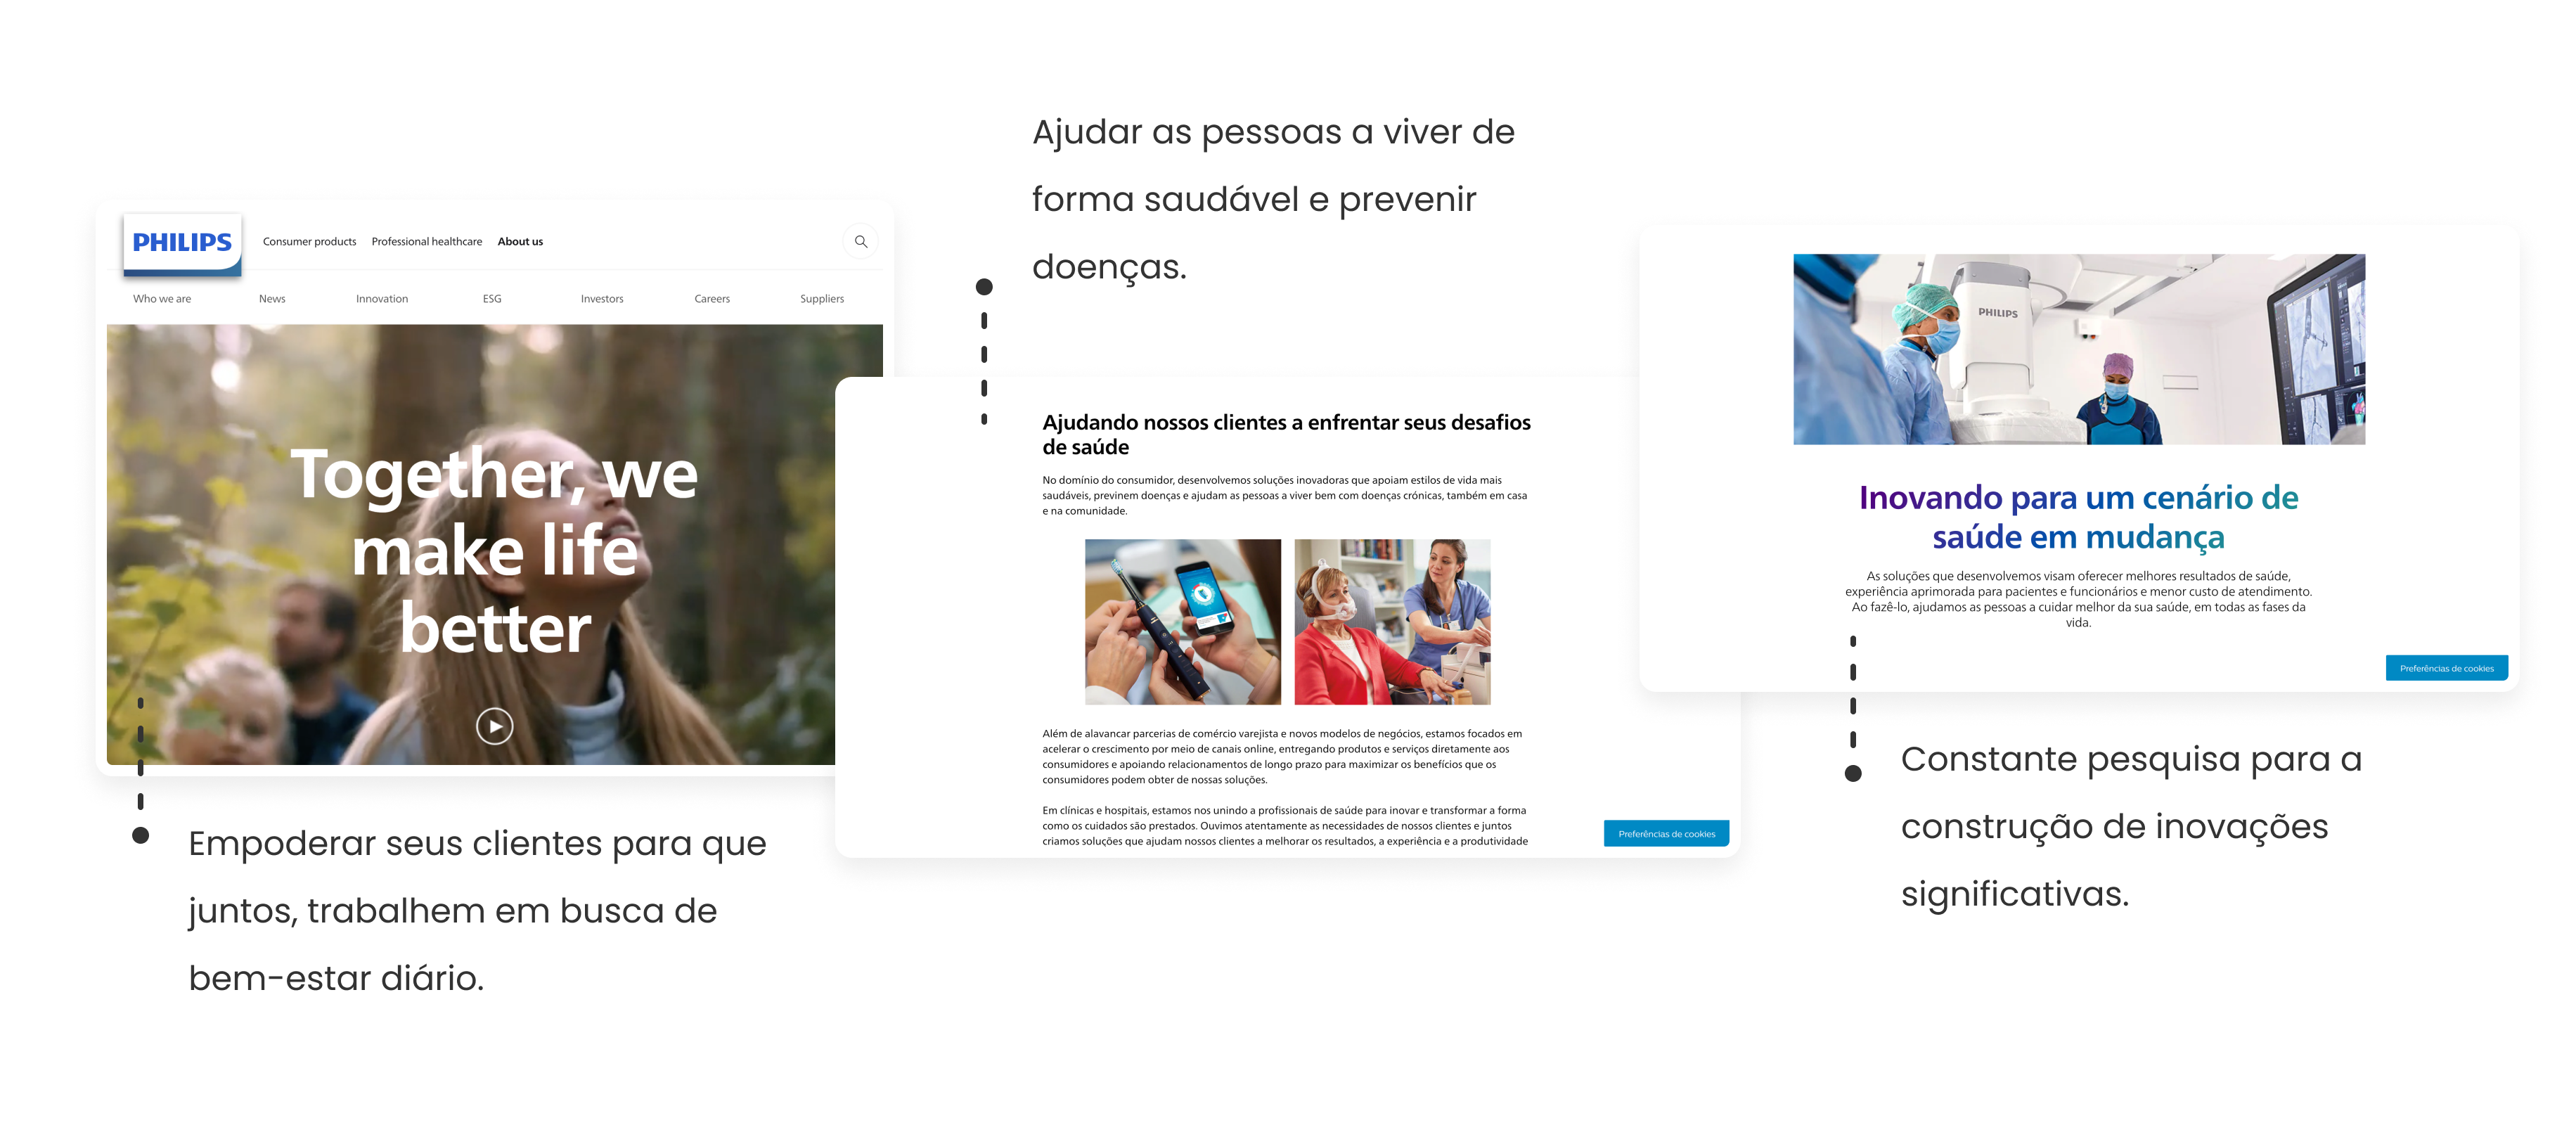 PHILIPS
Consumer products
Professional healthcare
About us
Who we are
News
Innovation
ESG
Investors
Careers
Suppliers
Together, we
make life
better
Empoderar seus clientes para que
juntos, trabalhem em busca de
bem-estar diário.
Ajudar as pessoas a viver de
forma saudável e prevenir
doenças.
Ajudando nossos clientes a enfrentar seus desafios
de saúde
No domínio do consumidor, desenvolvemos soluções inovadoras que apoiam estilos de vida mais
saudáveis, previnem doenças e ajudam as pessoas a viver bem com doenças crónicas, também em casa
e na comunidade.
Além de alavancar parcerias de comércio varejista e novos modelos de negócios, estamos focados em
acelerar o crescimento por meio de canais online, entregando produtos e serviços diretamente aos
consumidores e apoiando relacionamentos de longo prazo para maximizar os benefícios que os
consumidores podem obter de nossas soluções.
Em clínicas e hospitais, estamos nos unindo a profissionais de saúde para inovar e transformar a forma
como os cuidados são prestados. Ouvimos atentamente as necessidades de nossos clientes e juntos
criamos soluções que ajudam nossos clientes a melhorar os resultados, a experiência e a produtividade
Preferências de cookies
PHILIPS
Inovando para um cenário de
saúde em mudança
As soluções que desenvolvemos visam oferecer melhores resultados de saúde,
experiência aprimorada para pacientes e funcionários e menor custo de atendimento.
Ao fazê-lo, ajudamos as pessoas a cuidar melhor da sua saúde, em todas as fases da
vida.
Preferências de cookies
Constante pesquisa para a
construção de inovações
significativas.